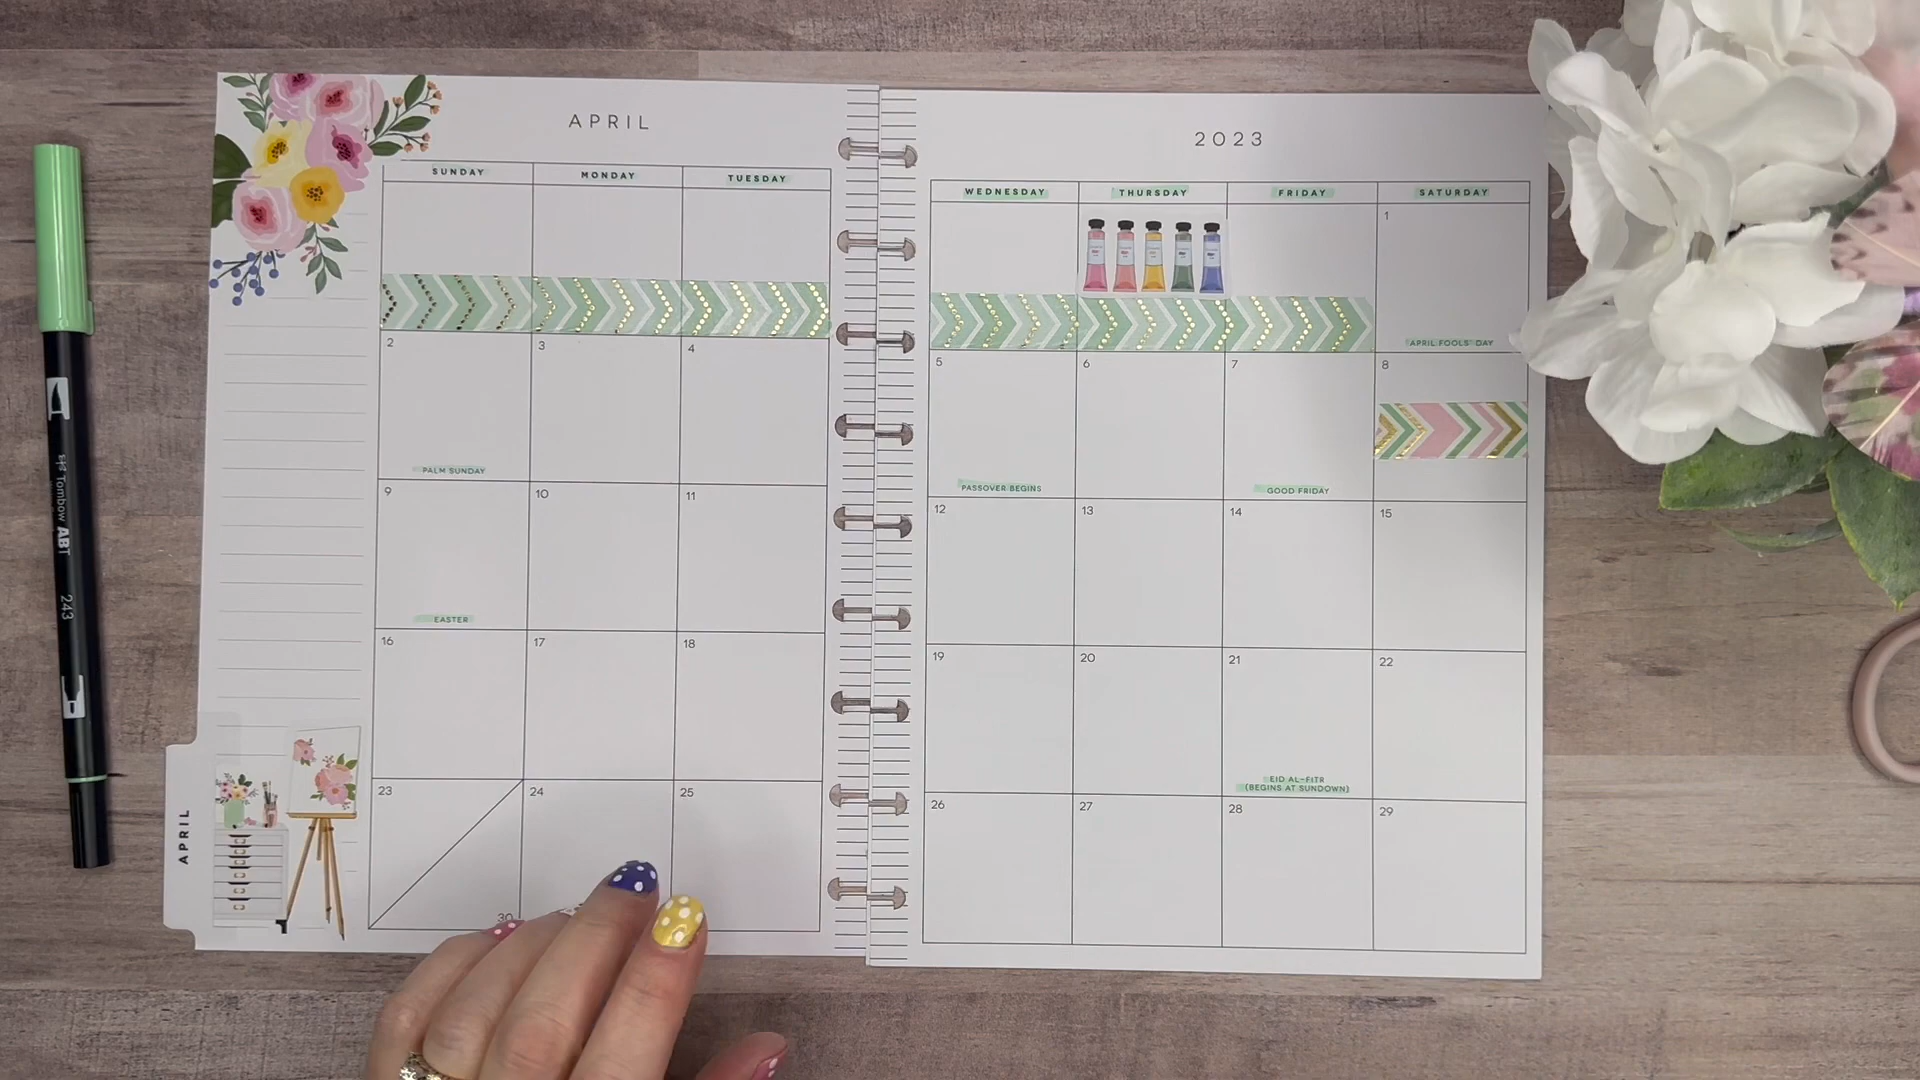 APRIL
2023
SUNDAY MONDAY TUESDAY WEDNESDAY THURSDAY FRIDAY SATURDAY
1
APRIL FOOLS' DAY
2 3 4 5 6 7 8
PALM SUNDAY
PASSOVER BEGINS
GOOD FRIDAY
9 10 11 12 13 14 15
EASTER
16 17 18 19 20 21 22
EID AL-FITR
(BEGINS AT SUNDOWN)
23 24 25 26 27 28 29
30
APRIL
Tombow ABT
243